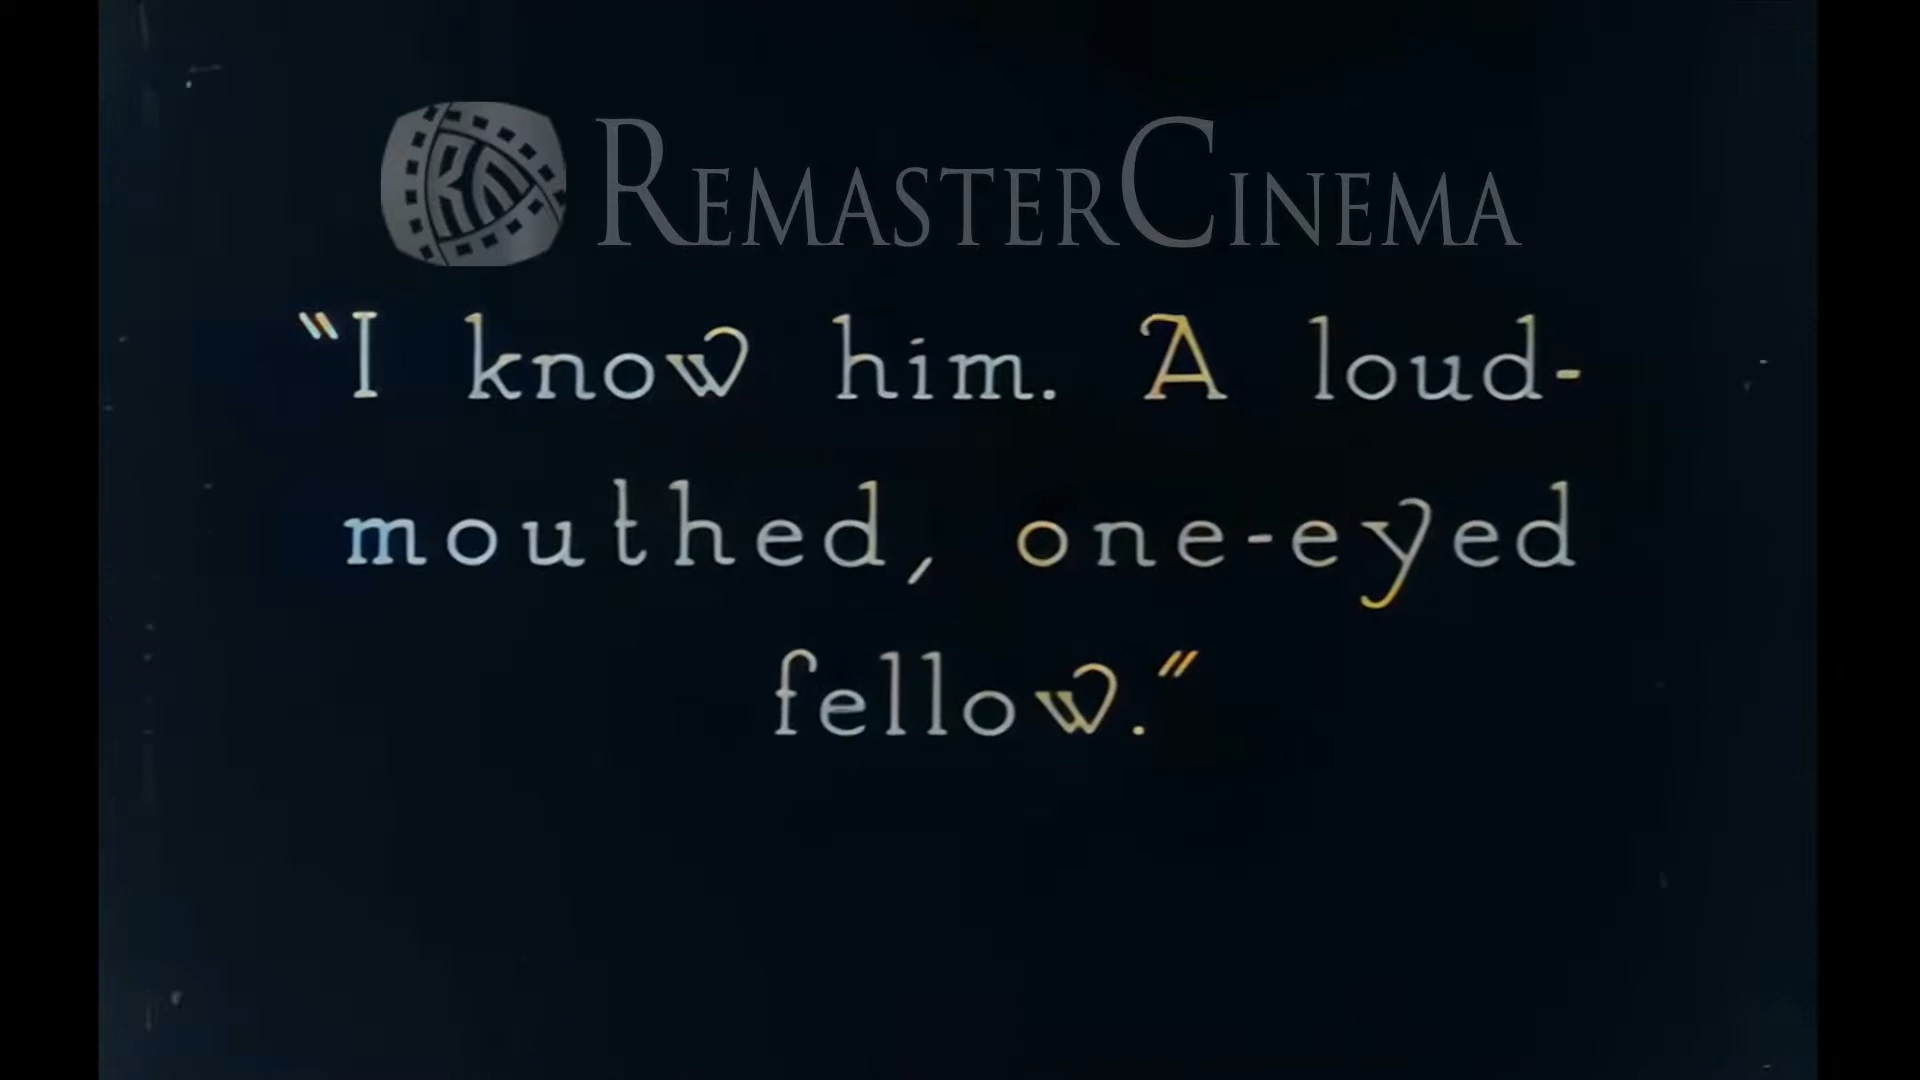 REMASTERCINEMA
“I know him. A loud-
mouthed, one-eyed
fellow.”